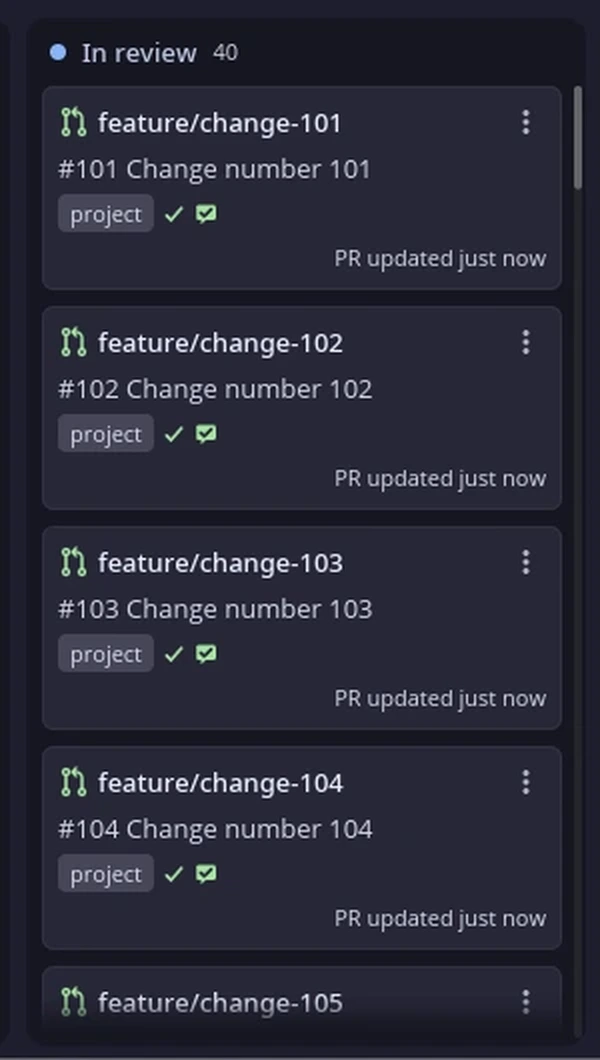 In review 40
feature/change-101
#101 Change number 101
project
PR updated just now
feature/change-102
#102 Change number 102
project
PR updated just now
feature/change-103
#103 Change number 103
project
PR updated just now
feature/change-104
#104 Change number 104
project
PR updated just now
feature/change-105